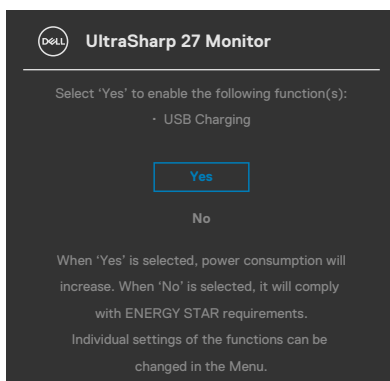 DELL
UltraSharp 27 Monitor
Select ‘Yes’ to enable the following function(s):
· USB Charging
Yes
No
When ‘Yes’ is selected, power consumption will
increase. When ‘No’ is selected, it will comply
with ENERGY STAR requirements.
Individual settings of the functions can be
changed in the Menu.